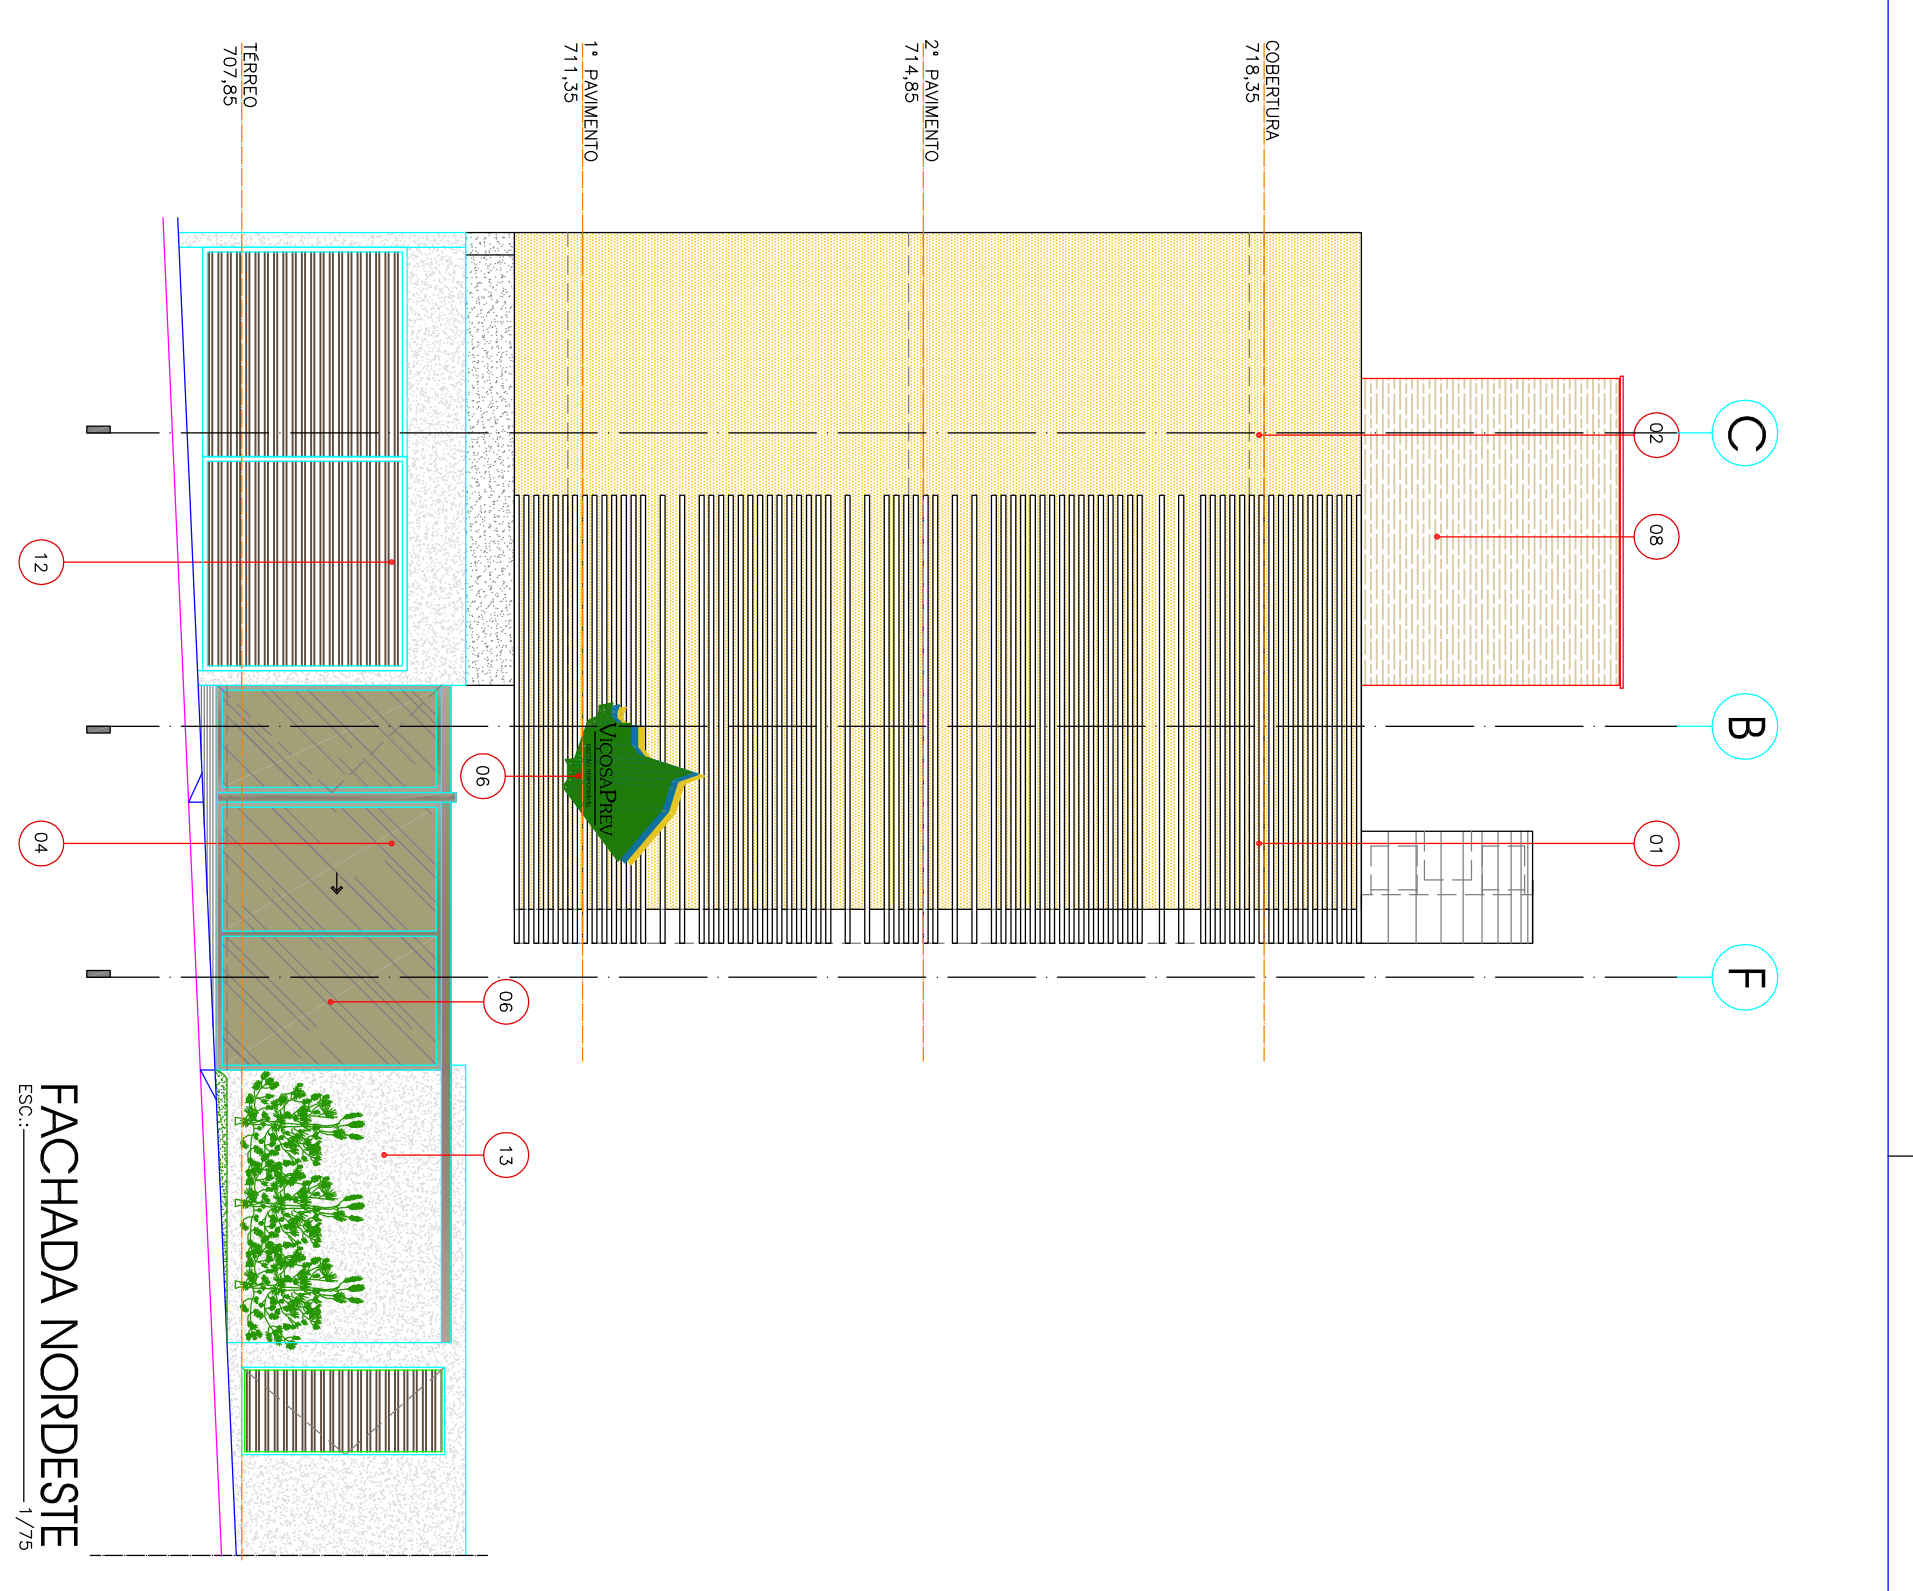 C
B
F
02
08
01
COBERTURA
718,35
2° PAVIMENTO
714,85
1° PAVIMENTO
711,35
TÉRREO
707,85
VIÇOSAPREV
06
06
13
12
04
FACHADA NORDESTE
ESC.: 1/75